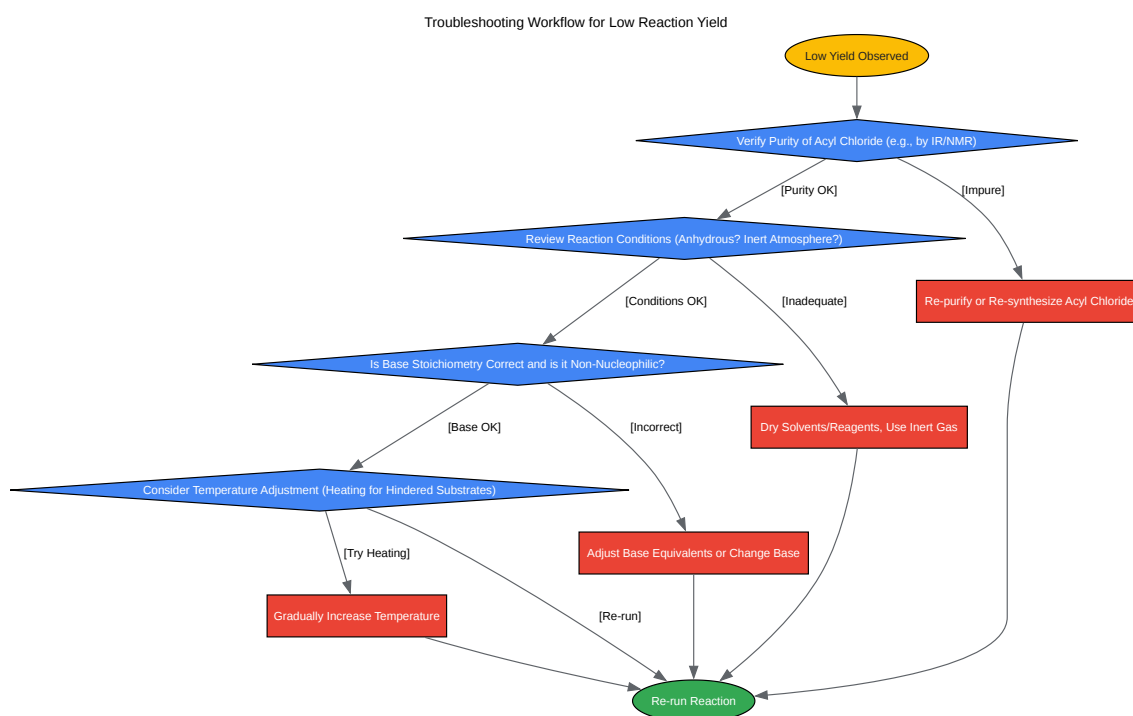 Troubleshooting Workflow for Low Reaction Yield
Low Yield Observed
Verify Purity of Acyl Chloride (e.g., by IR/NMR)
[Purity OK]
[Impure]
Review Reaction Conditions (Anhydrous? Inert Atmosphere?)
[Conditions OK]
[Inadequate]
Re-purify or Re-synthesize Acyl Chloride
Is Base Stoichiometry Correct and is it Non-Nucleophilic?
[Base OK]
[Incorrect]
Dry Solvents/Reagents, Use Inert Gas
Consider Temperature Adjustment (Heating for Hindered Substrates)
[Try Heating]
Adjust Base Equivalents or Change Base
Gradually Increase Temperature
[Re-run]
Re-run Reaction